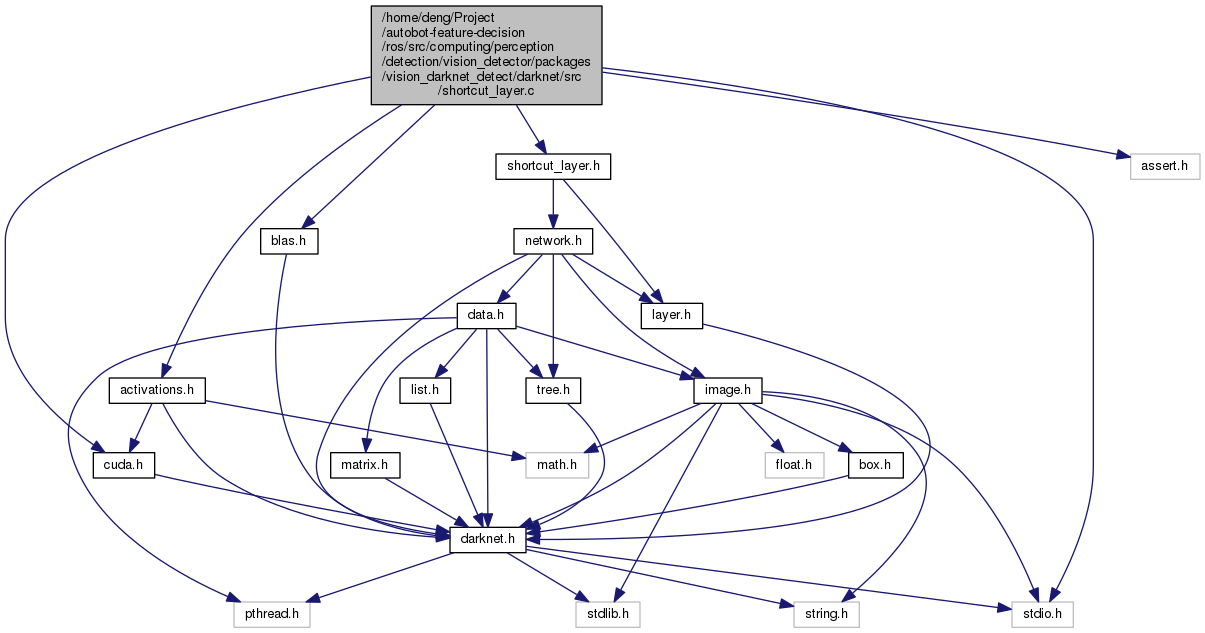 /home/deng/Project
/autobot-feature-decision
/ros/src/computing/perception
/detection/vision_detector/packages
/vision_darknet_detect/darknet/src
/shortcut_layer.c
shortcut_layer.h
assert.h
blas.h
network.h
data.h
layer.h
activations.h
list.h
tree.h
image.h
cuda.h
matrix.h
math.h
float.h
box.h
darknet.h
pthread.h
stdlib.h
string.h
stdio.h